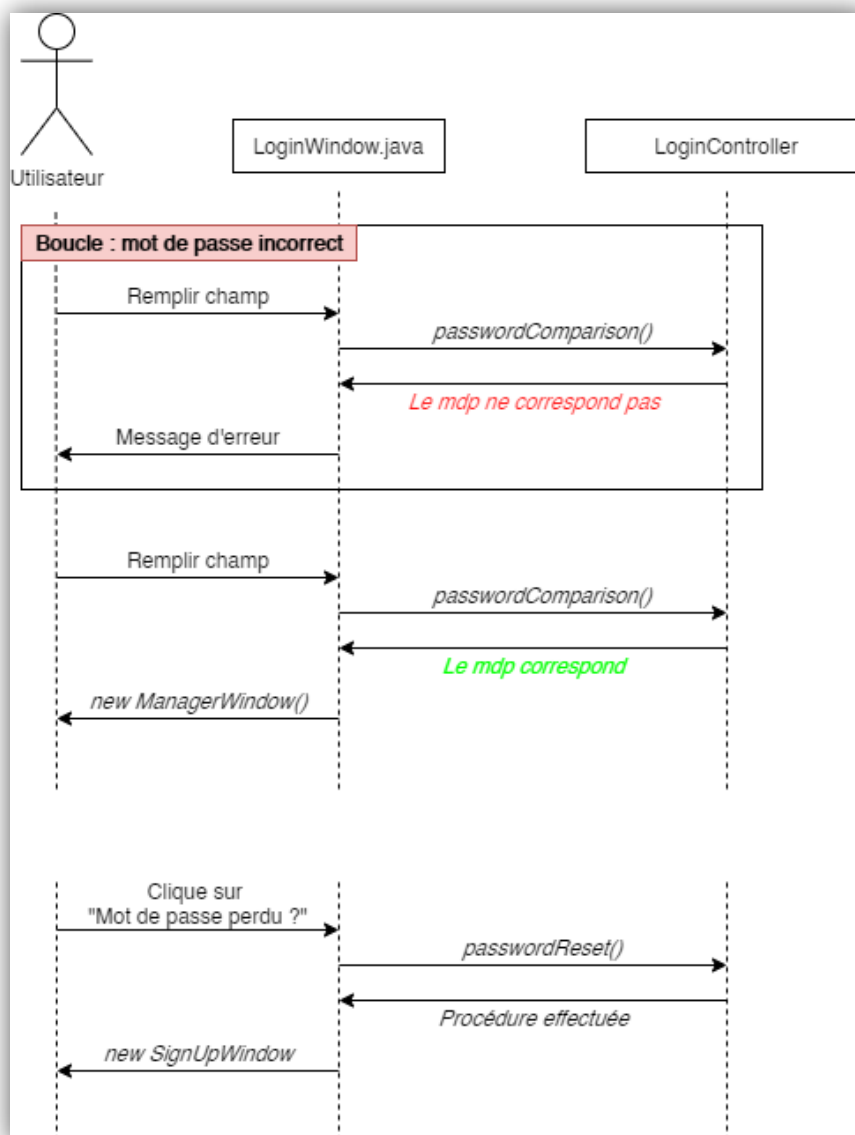 Utilisateur
LoginWindow.java
LoginController
Boucle : mot de passe incorrect
Remplir champ
passwordComparison()
Le mdp ne correspond pas
Message d'erreur
Remplir champ
passwordComparison()
Le mdp correspond
new ManagerWindow()
Clique sur
"Mot de passe perdu ?"
passwordReset()
Procédure effectuée
new SignUpWindow